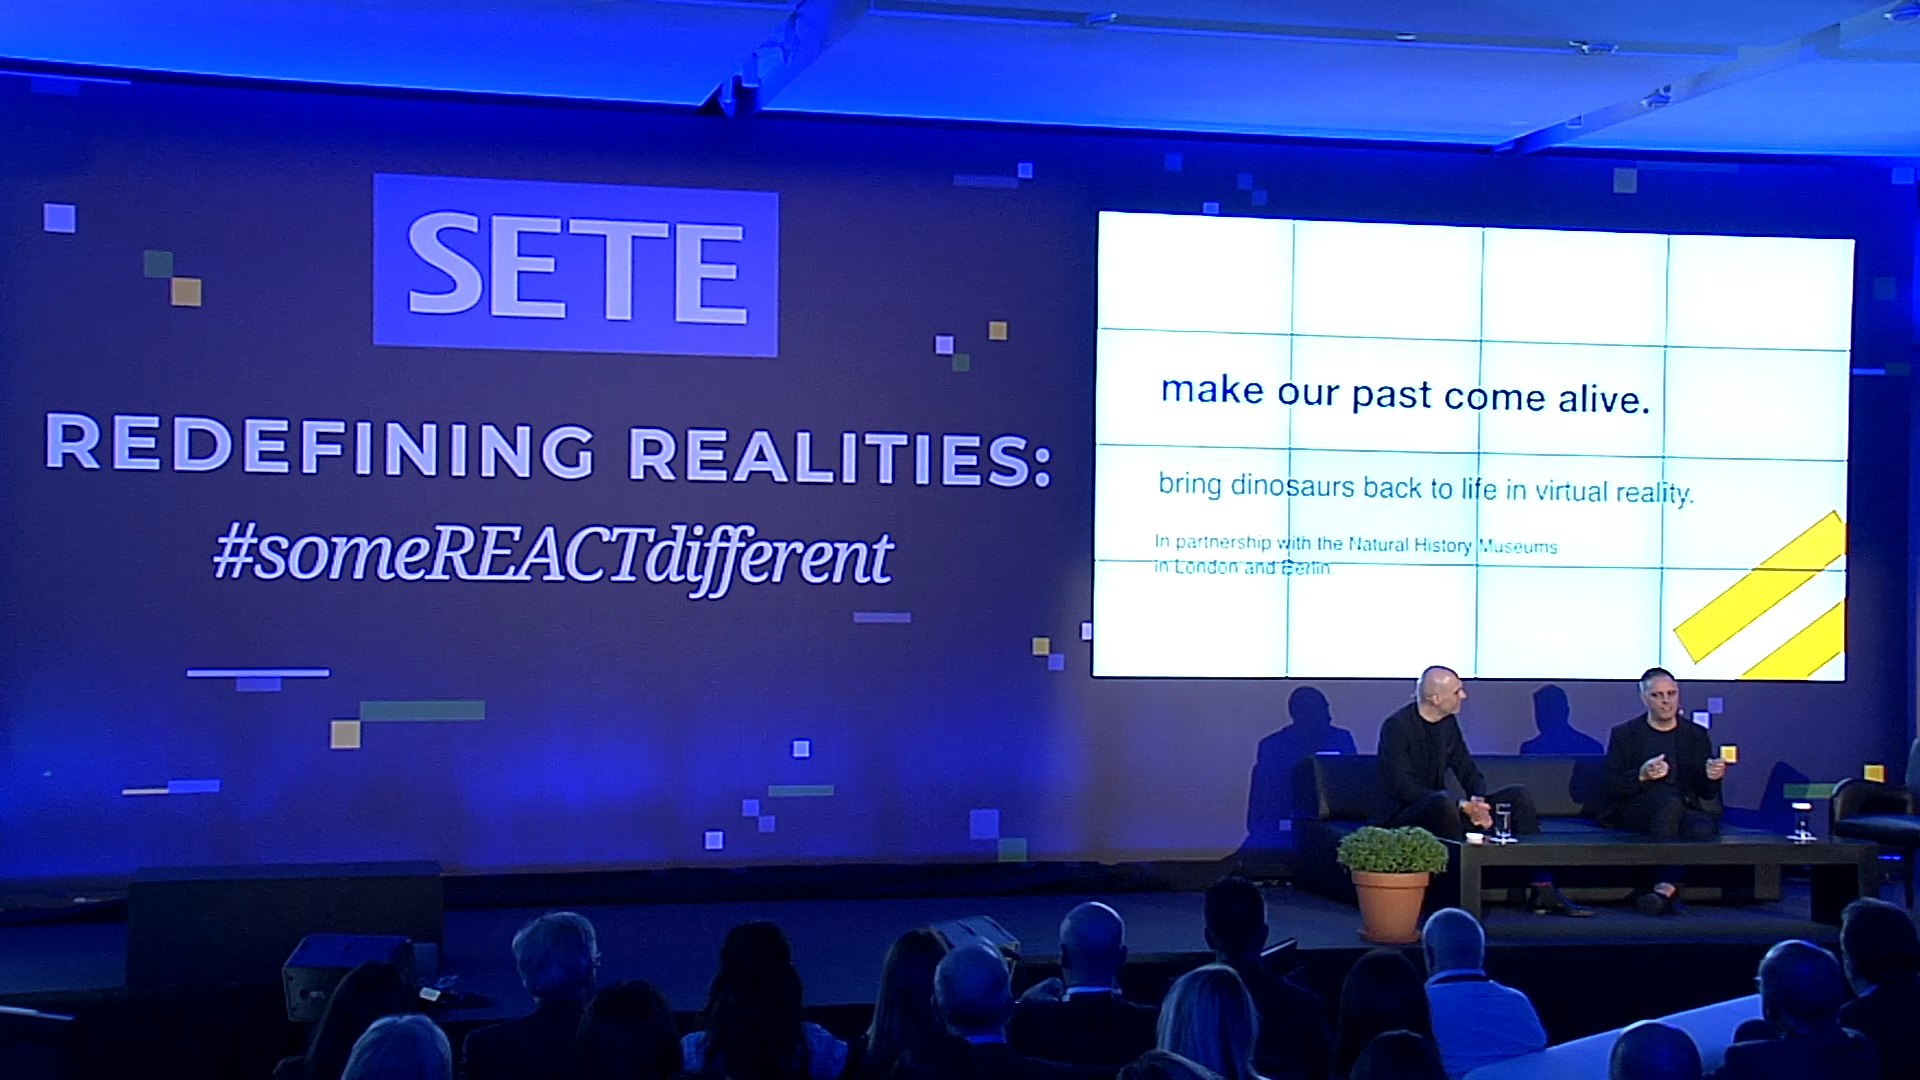 SETE
REDEFINING REALITIES:
#someREACTdifferent
make our past come alive.
bring dinosaurs back to life in virtual reality.
In partnership with the Natural History Museums
in London and Berlin.